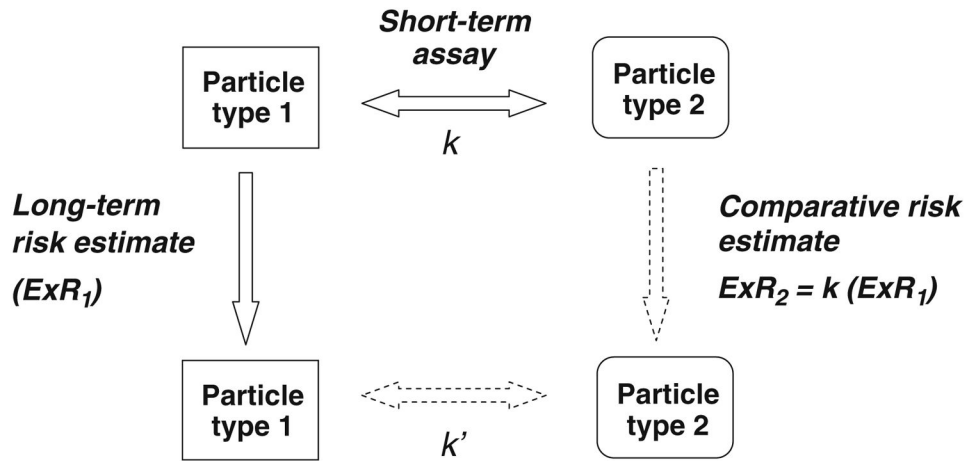 Short-term
assay
Particle
type 1
Particle
type 2
k
Long-term
risk estimate
(ExR₁)
Comparative risk
estimate
ExR₂ = k (ExR₁)
Particle
type 1
Particle
type 2
k’